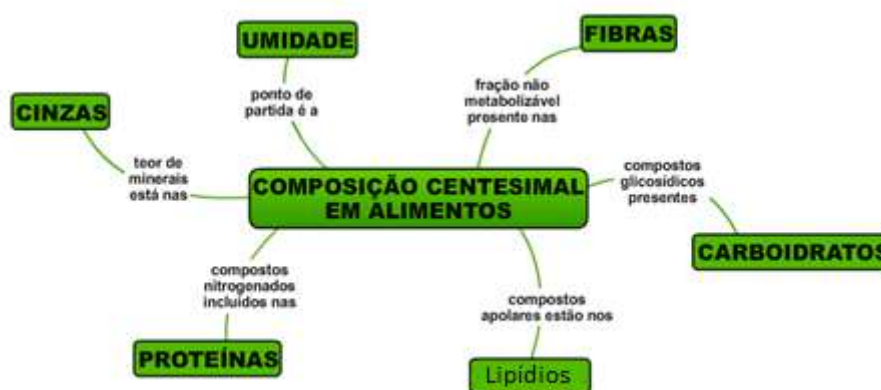 UMIDADE
FIBRAS
ponto de
partida é a
fração não
metabolizável
presente nas
CINZAS
teor de
minerais
está nas
COMPOSIÇÃO CENTESIMAL
EM ALIMENTOS
compostos
glicosídicos
presentes
CARBOIDRATOS
compostos
nitrogenados
incluídos nas
compostos
apolares estão nos
PROTEÍNAS
Lipídios